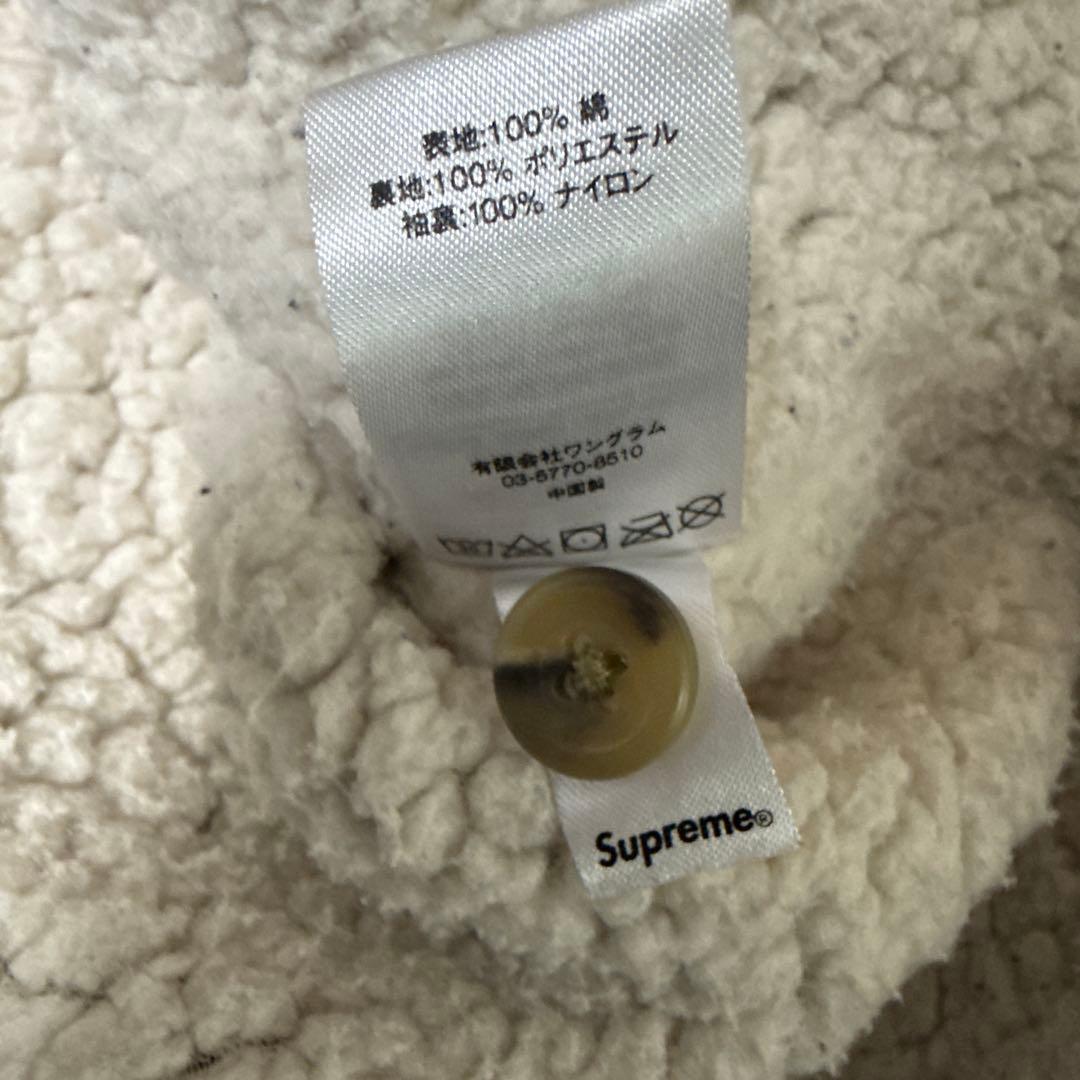 表地:100% 綿
裏地:100% ポリエステル
袖裏:100% ナイロン
有限会社ワングラム
03-5770-8510
中国製
Supreme®